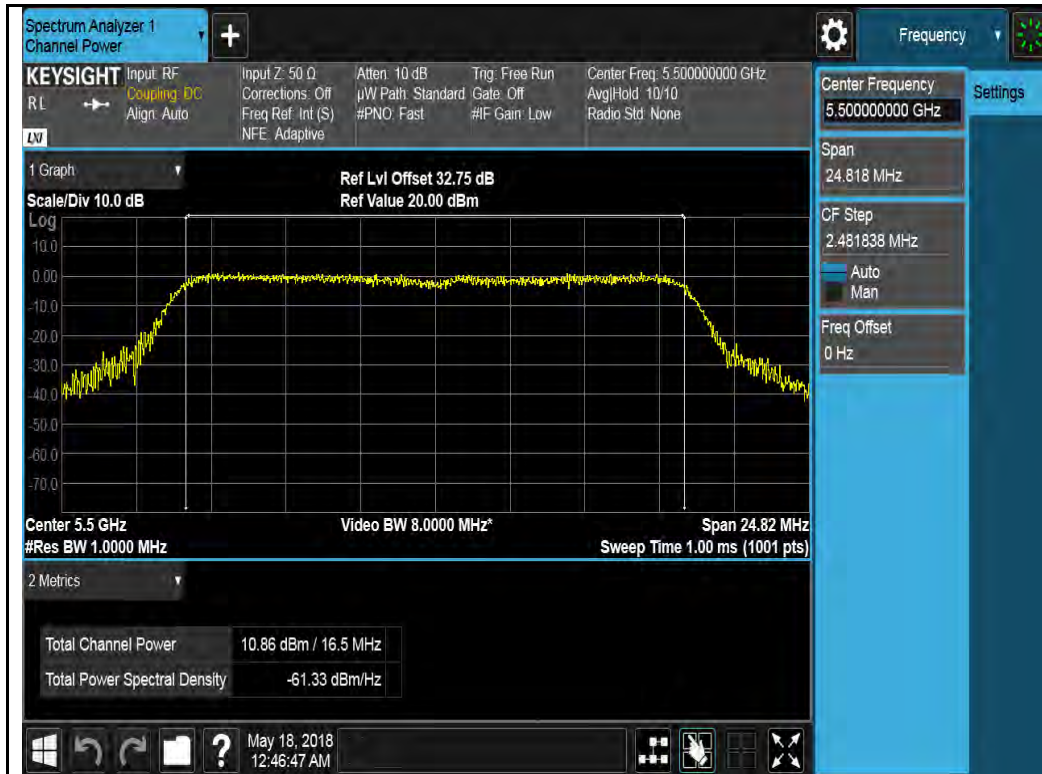 Spectrum Analyzer 1
Channel Power
+
Frequency
KEYSIGHT
RL
LXI
Input: RF
Coupling: DC
Align: Auto
Input Z: 50 Ω
Corrections: Off
Freq Ref: Int (S)
NFE: Adaptive
Atten: 10 dB
µW Path: Standard
#PNO: Fast
Trig: Free Run
Gate: Off
#IF Gain: Low
Center Freq: 5.500000000 GHz
Avg|Hold: 10/10
Radio Std: None
Center Frequency
5.500000000 GHz
Settings
Span
24.818 MHz
CF Step
2.481838 MHz
Auto
Man
Freq Offset
0 Hz
1 Graph
Scale/Div 10.0 dB
Ref Lvl Offset 32.75 dB
Ref Value 20.00 dBm
Log
10.0
0.00
-10.0
-20.0
-30.0
-40.0
-50.0
-60.0
-70.0
Center 5.5 GHz
#Res BW 1.0000 MHz
Video BW 8.0000 MHz*
Span 24.82 MHz
Sweep Time 1.00 ms (1001 pts)
2 Metrics
Total Channel Power 10.86 dBm / 16.5 MHz
Total Power Spectral Density -61.33 dBm/Hz
?
May 18, 2018
12:46:47 AM